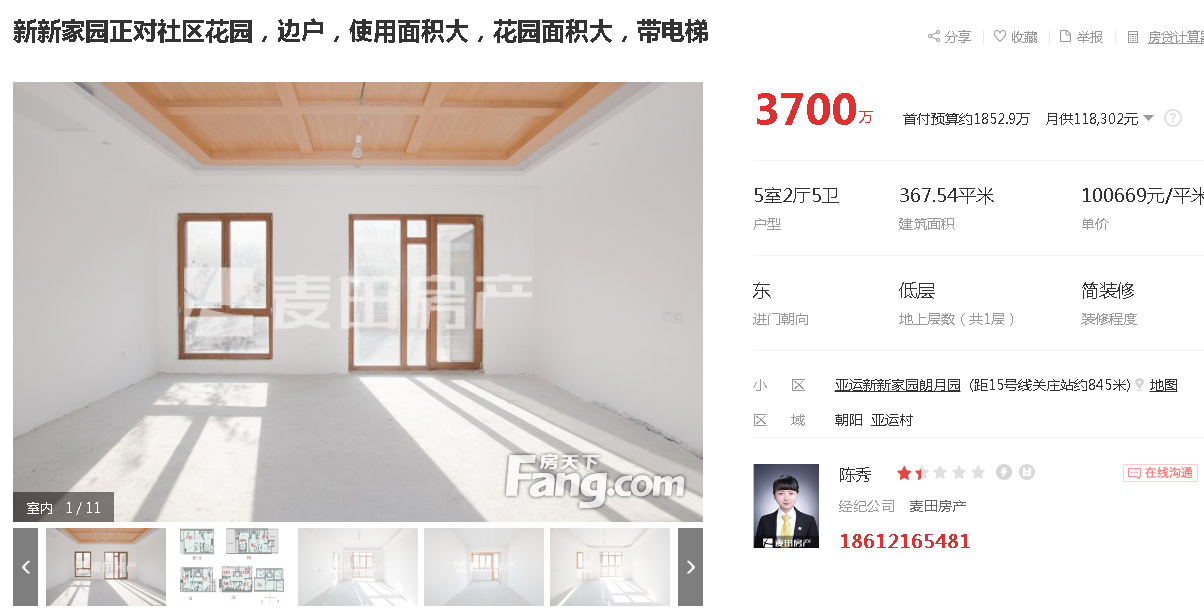 新新家园正对社区花园，边户，使用面积大，花园面积大，带电梯
分享 收藏 举报 房贷计算
3700万 首付预算约1852.9万 月供118,302元 ?
5室2厅5卫 367.54平米 100669元/平米
户型 建筑面积 单价
东 低层 简装修
进门朝向 地上层数（共1层） 装修程度
小 区 亚运新新家园朗月园 (距15号线关庄站约845米) 地图
区 域 朝阳 亚运村
陈秀 在线沟通
经纪公司 麦田房产
18612165481
麦田房产
房天下
Fang.com
室内 1 / 11
麦田房产